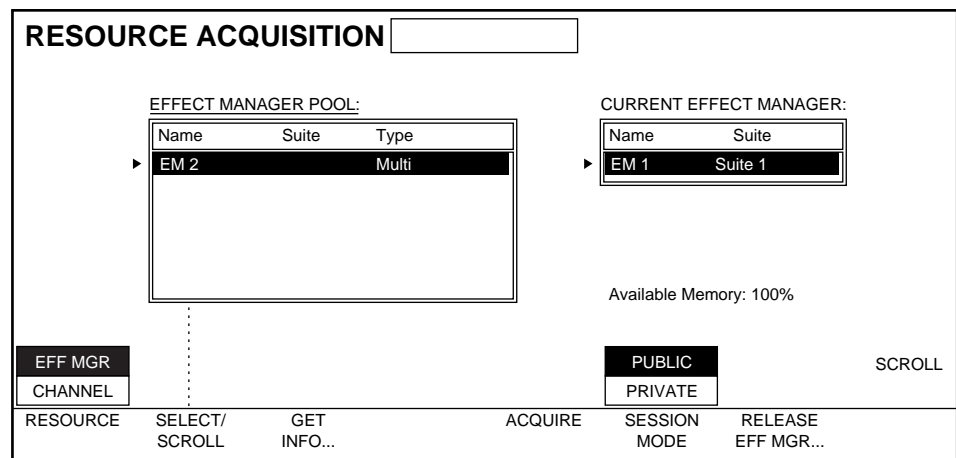 RESOURCE ACQUISITION
EFFECT MANAGER POOL: CURRENT EFFECT MANAGER:
Name Suite Type Name Suite
EM 2 Multi EM 1 Suite 1
Available Memory: 100%
EFF MGR PUBLIC SCROLL
CHANNEL PRIVATE
RESOURCE SELECT/ GET ACQUIRE SESSION RELEASE
SCROLL INFO... MODE EFF MGR...